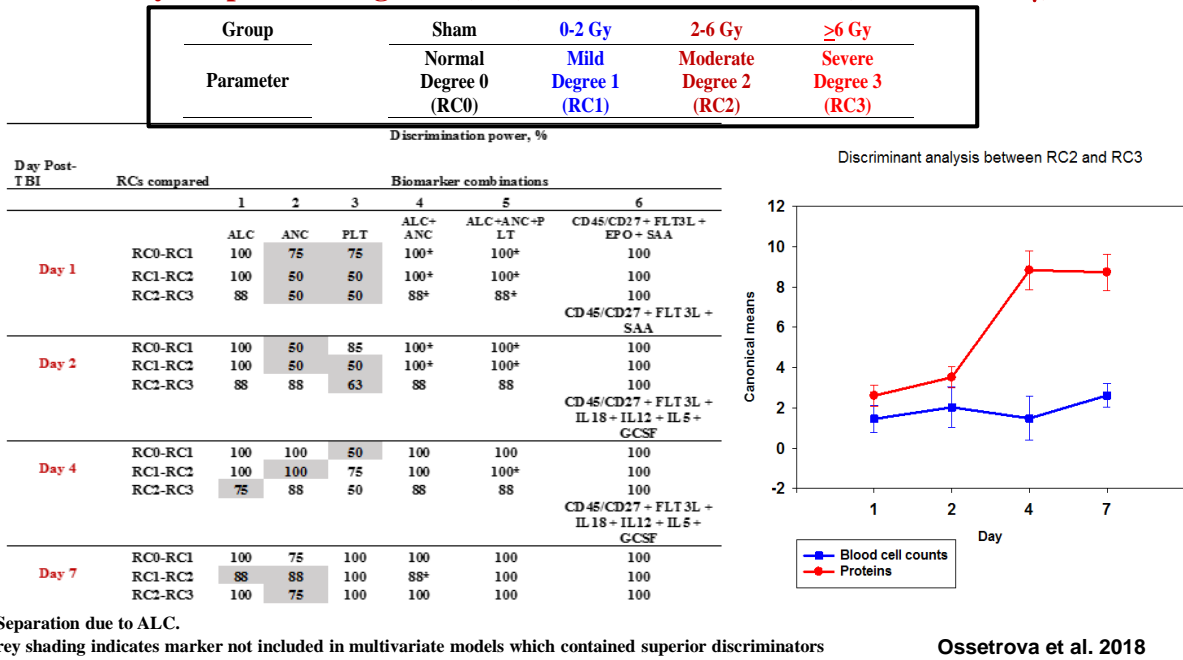 Group Sham 0-2 Gy 2-6 Gy ≥6 Gy
Normal Mild Moderate Severe
Parameter Degree 0 Degree 1 Degree 2 Degree 3
(RC0) (RC1) (RC2) (RC3)
Discrimination power, %
Day Post-
TBI RCs compared Biomarker combinations
1 2 3 4 5 6
ALC ANC PLT ALC+ ANC ALC+ANC+P LT CD45/CD27 + FLT3L + EPO + SAA
RC0-RC1 100 75 75 100* 100* 100
Day 1 RC1-RC2 100 50 50 100* 100* 100
RC2-RC3 88 50 50 88* 88* 100
CD45/CD27 + FLT3L +
SAA
RC0-RC1 100 50 85 100* 100* 100
Day 2 RC1-RC2 100 50 50 100* 100* 100
RC2-RC3 88 88 63 88 88 100
CD45/CD27 + FLT3L +
IL18 + IL12 + IL5 +
GCSF
RC0-RC1 100 100 50 100 100 100
Day 4 RC1-RC2 100 100 75 100 100* 100
RC2-RC3 75 88 50 88 88 100
CD45/CD27 + FLT3L +
IL18 + IL12 + IL5 +
GCSF
RC0-RC1 100 75 100 100 100 100
Day 7 RC1-RC2 88 88 100 88* 100 100
RC2-RC3 100 75 100 100 100 100
Separation due to ALC.
rey shading indicates marker not included in multivariate models which contained superior discriminators
Discriminant analysis between RC2 and RC3
Canonical means
12
10
8
6
4
2
0
-2
1 2 4 7
Day
Blood cell counts
Proteins
Ossetrova et al. 2018